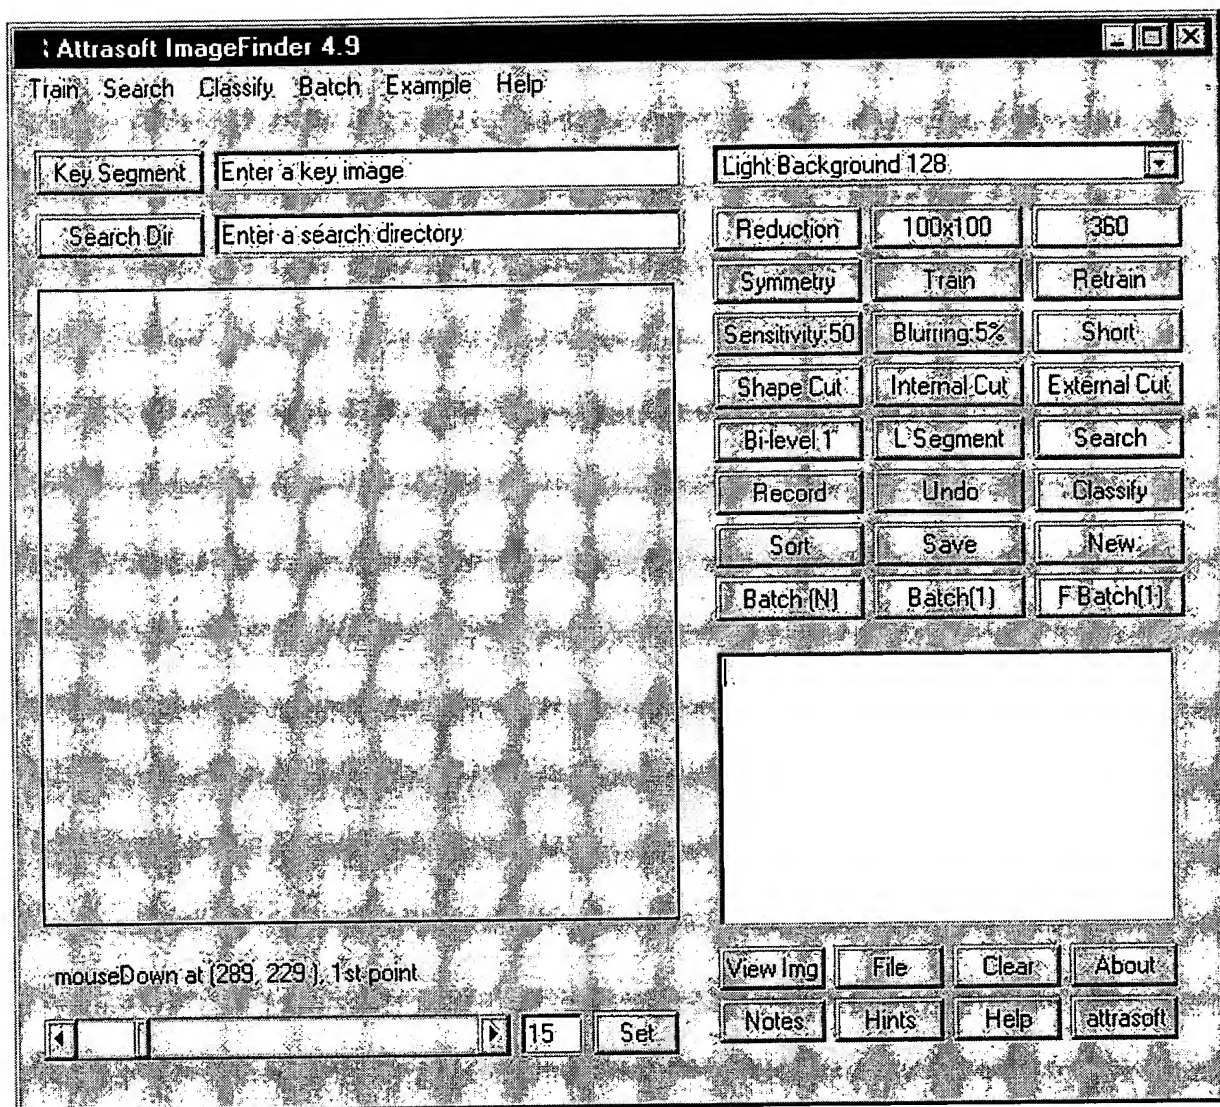 Attrasoft ImageFinder 4.9
Train Search Classify Batch Example Help
Key Segment Enter a key image Light Background 128
Search Dir Enter a search directory Reduction 100x100 360
Symmetry Train Retrain
Sensitivity:50 Blurring:5% Short
Shape Cut Internal Cut External Cut
Bi-level 1 L Segment Search
Record Undo Classify
Sort Save New
Batch (N) Batch(1) F Batch(1)
mouseDown at (289, 229 ), 1st point View Img File Clear About
15 Set Notes Hints Help attrasoft